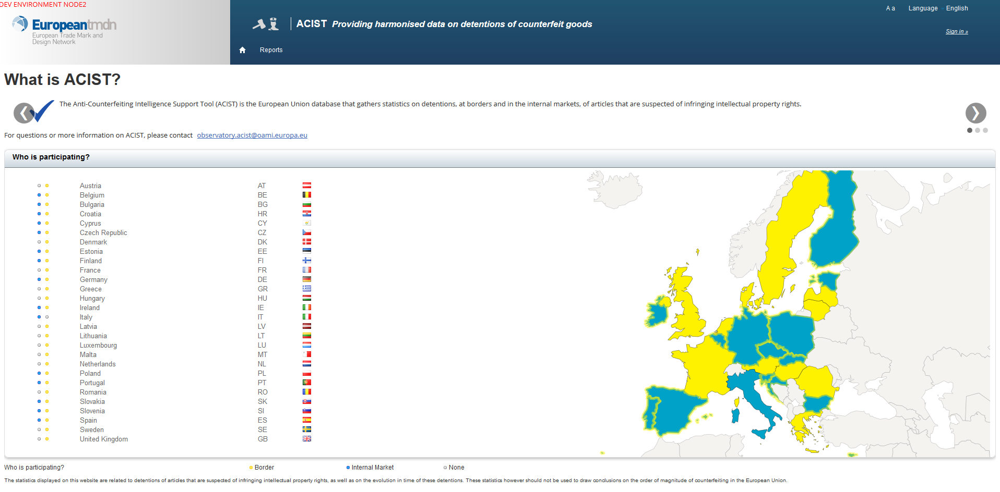 DEV ENVIRONMENT NODE2
Europeantmdn
European Trade Mark and
Design Network
ACIST Providing harmonised data on detentions of counterfeit goods
A a Language English
Sign in »
Reports
What is ACIST?
The Anti-Counterfeiting Intelligence Support Tool (ACIST) is the European Union database that gathers statistics on detentions, at borders and in the internal markets, of articles that are suspected of infringing intellectual property rights.
For questions or more information on ACIST, please contact observatory.acist@oami.europa.eu
Who is participating?
Austria AT
Belgium BE
Bulgaria BG
Croatia HR
Cyprus CY
Czech Republic CZ
Denmark DK
Estonia EE
Finland FI
France FR
Germany DE
Greece GR
Hungary HU
Ireland IE
Italy IT
Latvia LV
Lithuania LT
Luxembourg LU
Malta MT
Netherlands NL
Poland PL
Portugal PT
Romania RO
Slovakia SK
Slovenia SI
Spain ES
Sweden SE
United Kingdom GB
Who is participating? Border Internal Market None
The statistics displayed on this website are related to detentions of articles that are suspected of infringing intellectual property rights, as well as on the evolution in time of these detentions. These statistics however should not be used to draw conclusions on the order of magnitude of counterfeiting in the European Union.